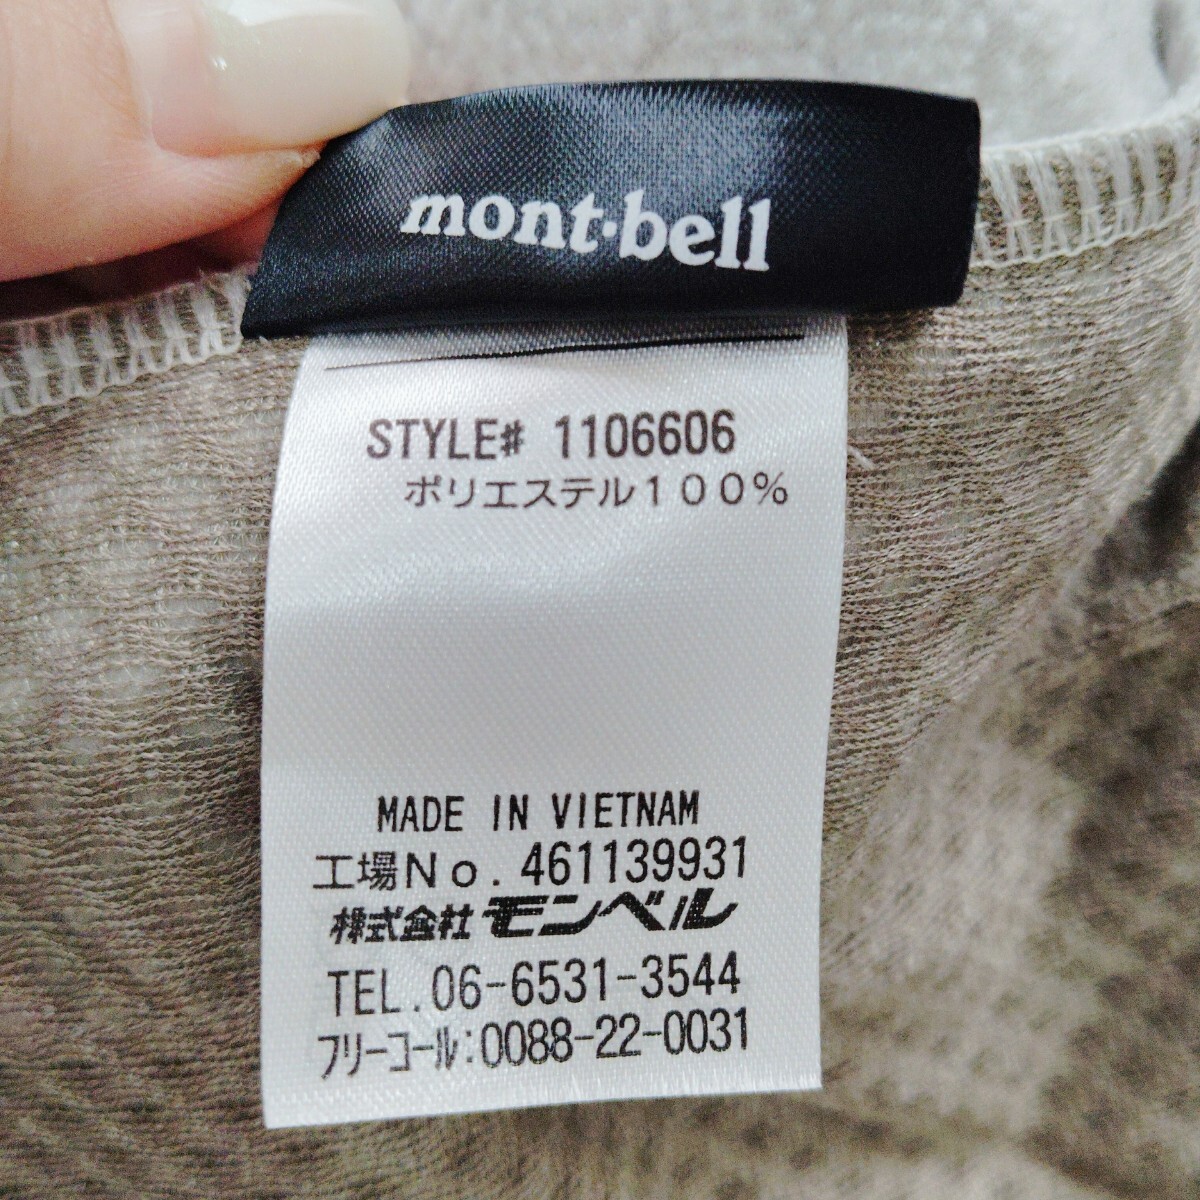 mont·bell
STYLE# 1106606
ポリエステル100%
MADE IN VIETNAM
工場No. 461139931
株式会社モンベル
TEL. 06-6531-3544
フリーコール:0088-22-0031